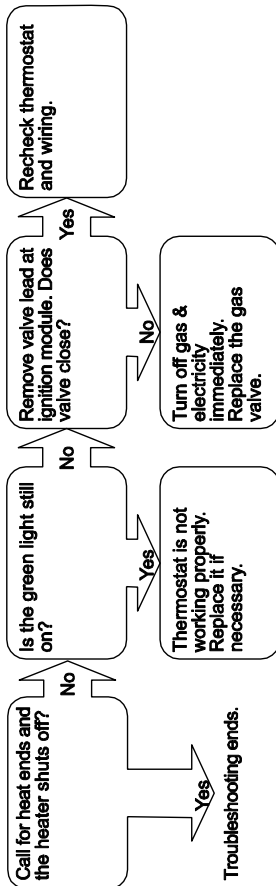 Call for heat ends and
the heater shuts off?
No
Yes
Troubleshooting ends.
Is the green light still
on?
No
Yes
Thermostat is not
working properly.
Replace it if
necessary.
Remove valve lead at
ignition module. Does
valve close?
Yes
No
Turn off gas &
electricity
immediately.
Replace the gas
valve.
Recheck thermostat
and wiring.